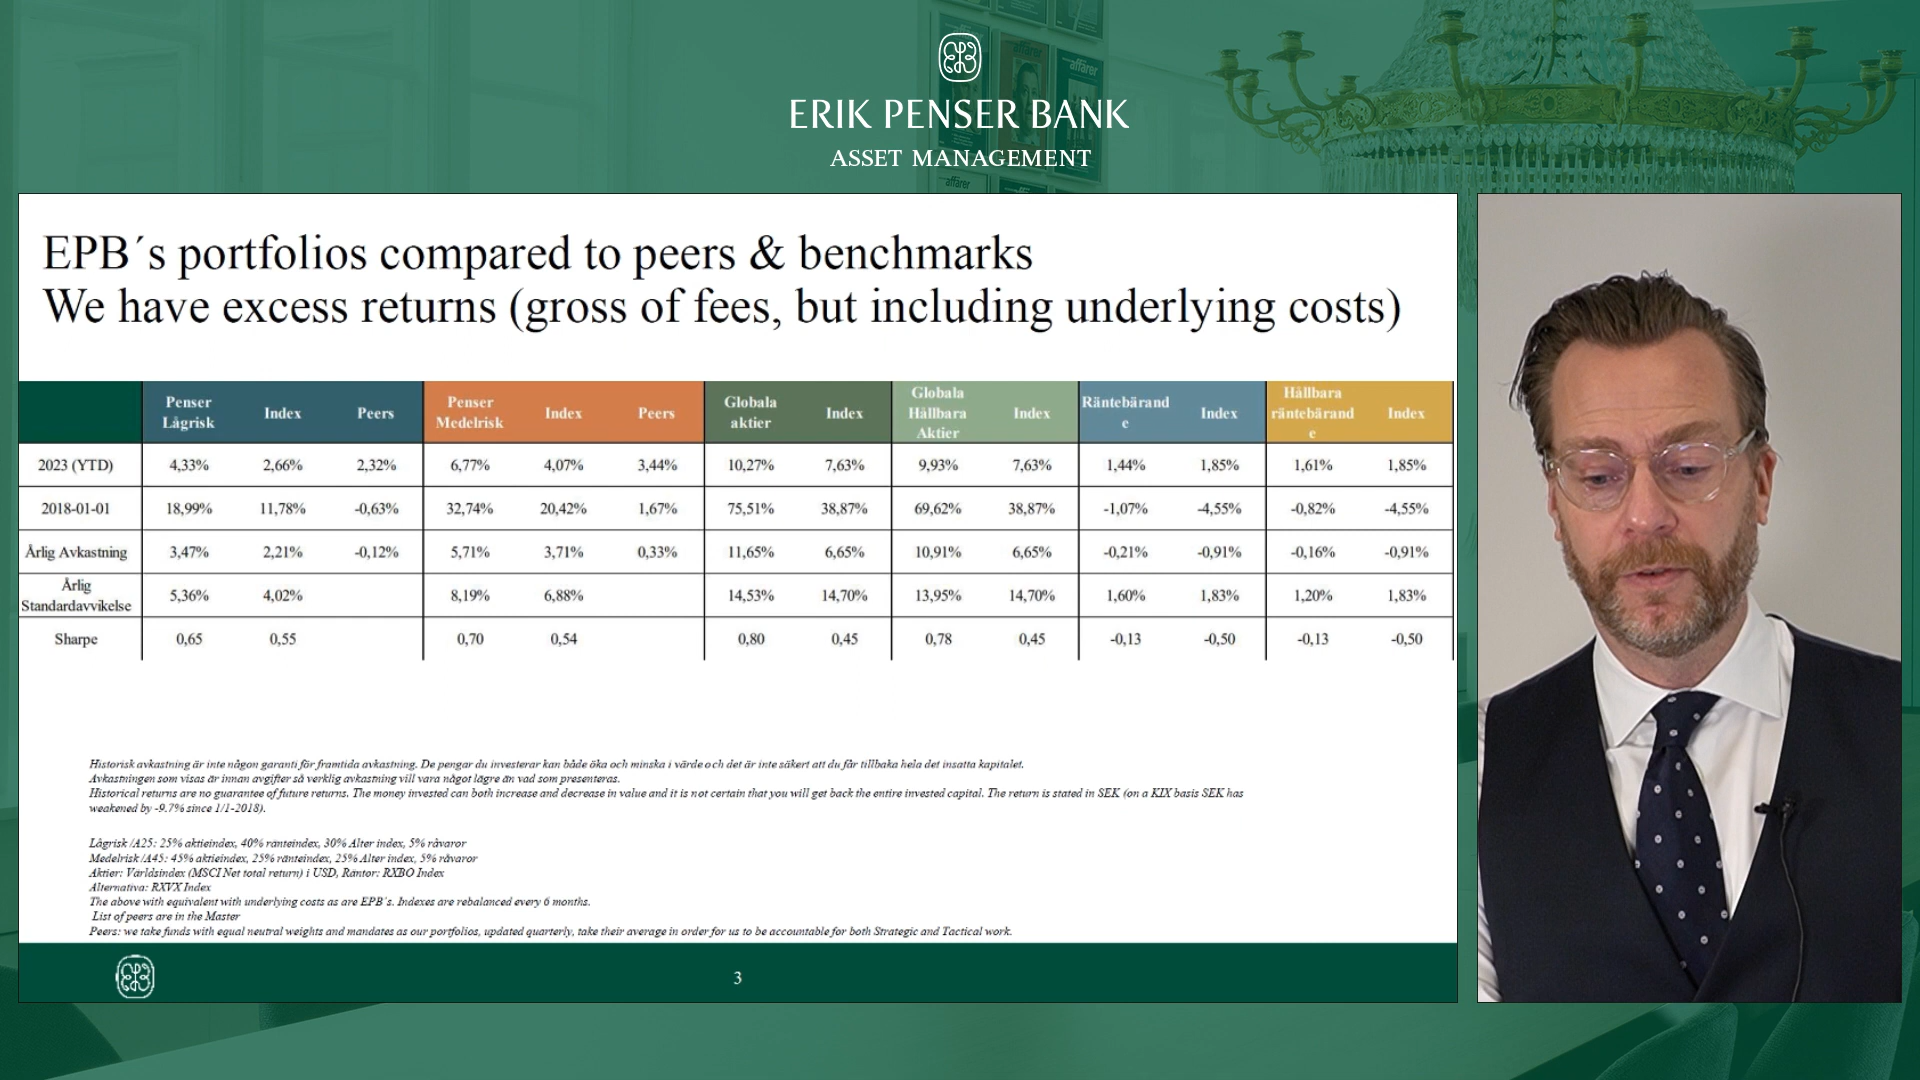 affärer
affärer
affärer
ERIK PENSER BANK
ASSET MANAGEMENT
EPB´s portfolios compared to peers & benchmarks
We have excess returns (gross of fees, but including underlying costs)
Penser Lågrisk Index Peers Penser Medelrisk Index Peers Globala aktier Index Globala Hållbara Aktier Index Räntebärand e Index Hållbara räntebärand e Index
2023 (YTD) 4,33% 2,66% 2,32% 6,77% 4,07% 3,44% 10,27% 7,63% 9,93% 7,63% 1,44% 1,85% 1,61% 1,85%
2018-01-01 18,99% 11,78% -0,63% 32,74% 20,42% 1,67% 75,51% 38,87% 69,62% 38,87% -1,07% -4,55% -0,82% -4,55%
Årlig Avkastning 3,47% 2,21% -0,12% 5,71% 3,71% 0,33% 11,65% 6,65% 10,91% 6,65% -0,21% -0,91% -0,16% -0,91%
Årlig Standardavvikelse 5,36% 4,02% 8,19% 6,88% 14,53% 14,70% 13,95% 14,70% 1,60% 1,83% 1,20% 1,83%
Sharpe 0,65 0,55 0,70 0,54 0,80 0,45 0,78 0,45 -0,13 -0,50 -0,13 -0,50
Historisk avkastning är inte någon garanti för framtida avkastning. De pengar du investerar kan både öka och minska i värde och det är inte säkert att du får tillbaka hela det insatta kapitalet.
Avkastningen som visas är innan avgifter så verklig avkastning vill vara något lägre än vad som presenteras.
Historical returns are no guarantee of future returns. The money invested can both increase and decrease in value and it is not certain that you will get back the entire invested capital. The return is stated in SEK (on a KIX basis SEK has
weakened by -9.7% since 1/1-2018).
Lågrisk /A25: 25% aktieindex, 40% ränteindex, 30% Alter index, 5% råvaror
Medelrisk /A45: 45% aktieindex, 25% ränteindex, 25% Alter index, 5% råvaror
Aktier: Världsindex (MSCI Net total return) i USD, Räntor: RXBO Index
Alternativa: RXVX Index
The above with equivalent with underlying costs as are EPB´s. Indexes are rebalanced every 6 months.
List of peers are in the Master
Peers: we take funds with equal neutral weights and mandates as our portfolios, updated quarterly, take their average in order for us to be accountable for both Strategic and Tactical work.
3